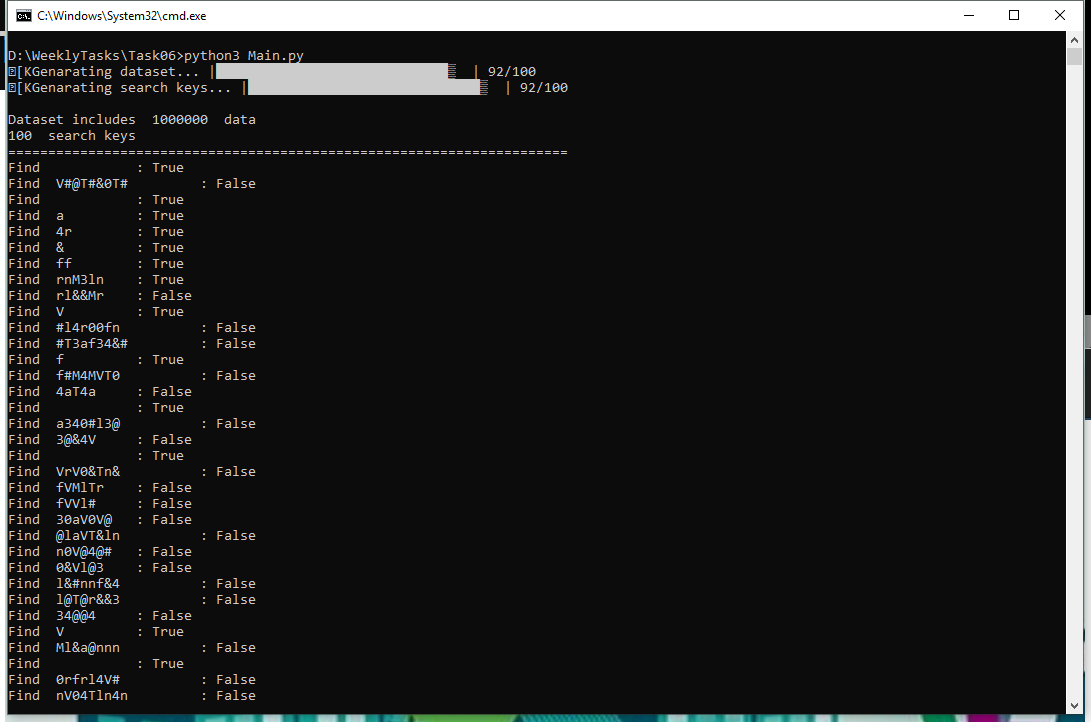 C:\Windows\System32\cmd.exe
D:\WeeklyTasks\Task06>python3 Main.py
[KGenarating dataset... | | 92/100
[KGenarating search keys... | | 92/100
Dataset includes  1000000  data
100  search keys
======================================================================
Find            : True
Find  V#@T#&0T#         : False
Find            : True
Find  a         : True
Find  4r        : True
Find  &         : True
Find  ff        : True
Find  rnM3ln    : True
Find  rl&&Mr    : False
Find  V         : True
Find  #l4r00fn          : False
Find  #T3af34&#         : False
Find  f         : True
Find  f#M4MVT0          : False
Find  4aT4a     : False
Find            : True
Find  a340#l3@          : False
Find  3@&4V     : False
Find            : True
Find  VrV0&Tn&          : False
Find  fVMlTr    : False
Find  fVVl#     : False
Find  30aV0V@   : False
Find  @laVT&ln          : False
Find  n0V@4@#   : False
Find  0&Vl@3    : False
Find  l&#nnf&4          : False
Find  l@T@r&&3          : False
Find  34@@4     : False
Find  V         : True
Find  Ml&a@nnn          : False
Find            : True
Find  0rfrl4V#          : False
Find  nV04Tln4n         : False